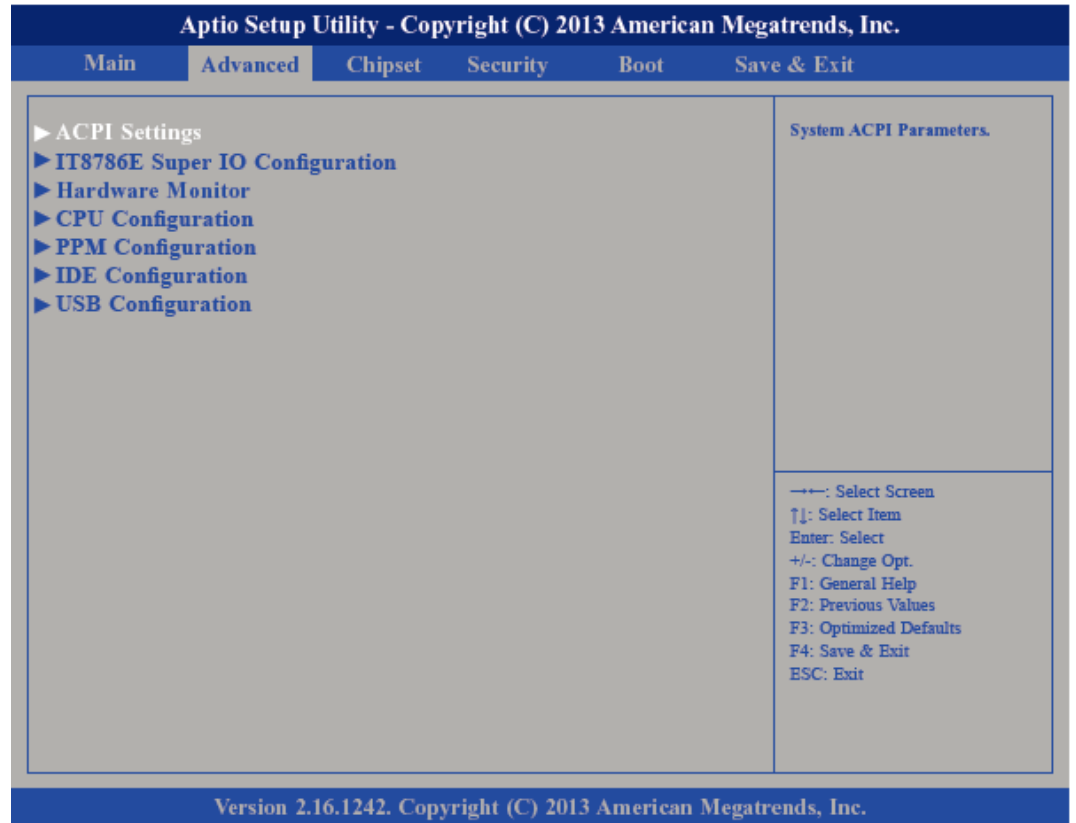 Aptio Setup Utility - Copyright (C) 2013 American Megatrends, Inc.
Main Advanced Chipset Security Boot Save & Exit
▶ ACPI Settings
▶ IT8786E Super IO Configuration
▶ Hardware Monitor
▶ CPU Configuration
▶ PPM Configuration
▶ IDE Configuration
▶ USB Configuration
System ACPI Parameters.
→←: Select Screen
↑↓: Select Item
Enter: Select
+/-: Change Opt.
F1: General Help
F2: Previous Values
F3: Optimized Defaults
F4: Save & Exit
ESC: Exit
Version 2.16.1242. Copyright (C) 2013 American Megatrends, Inc.